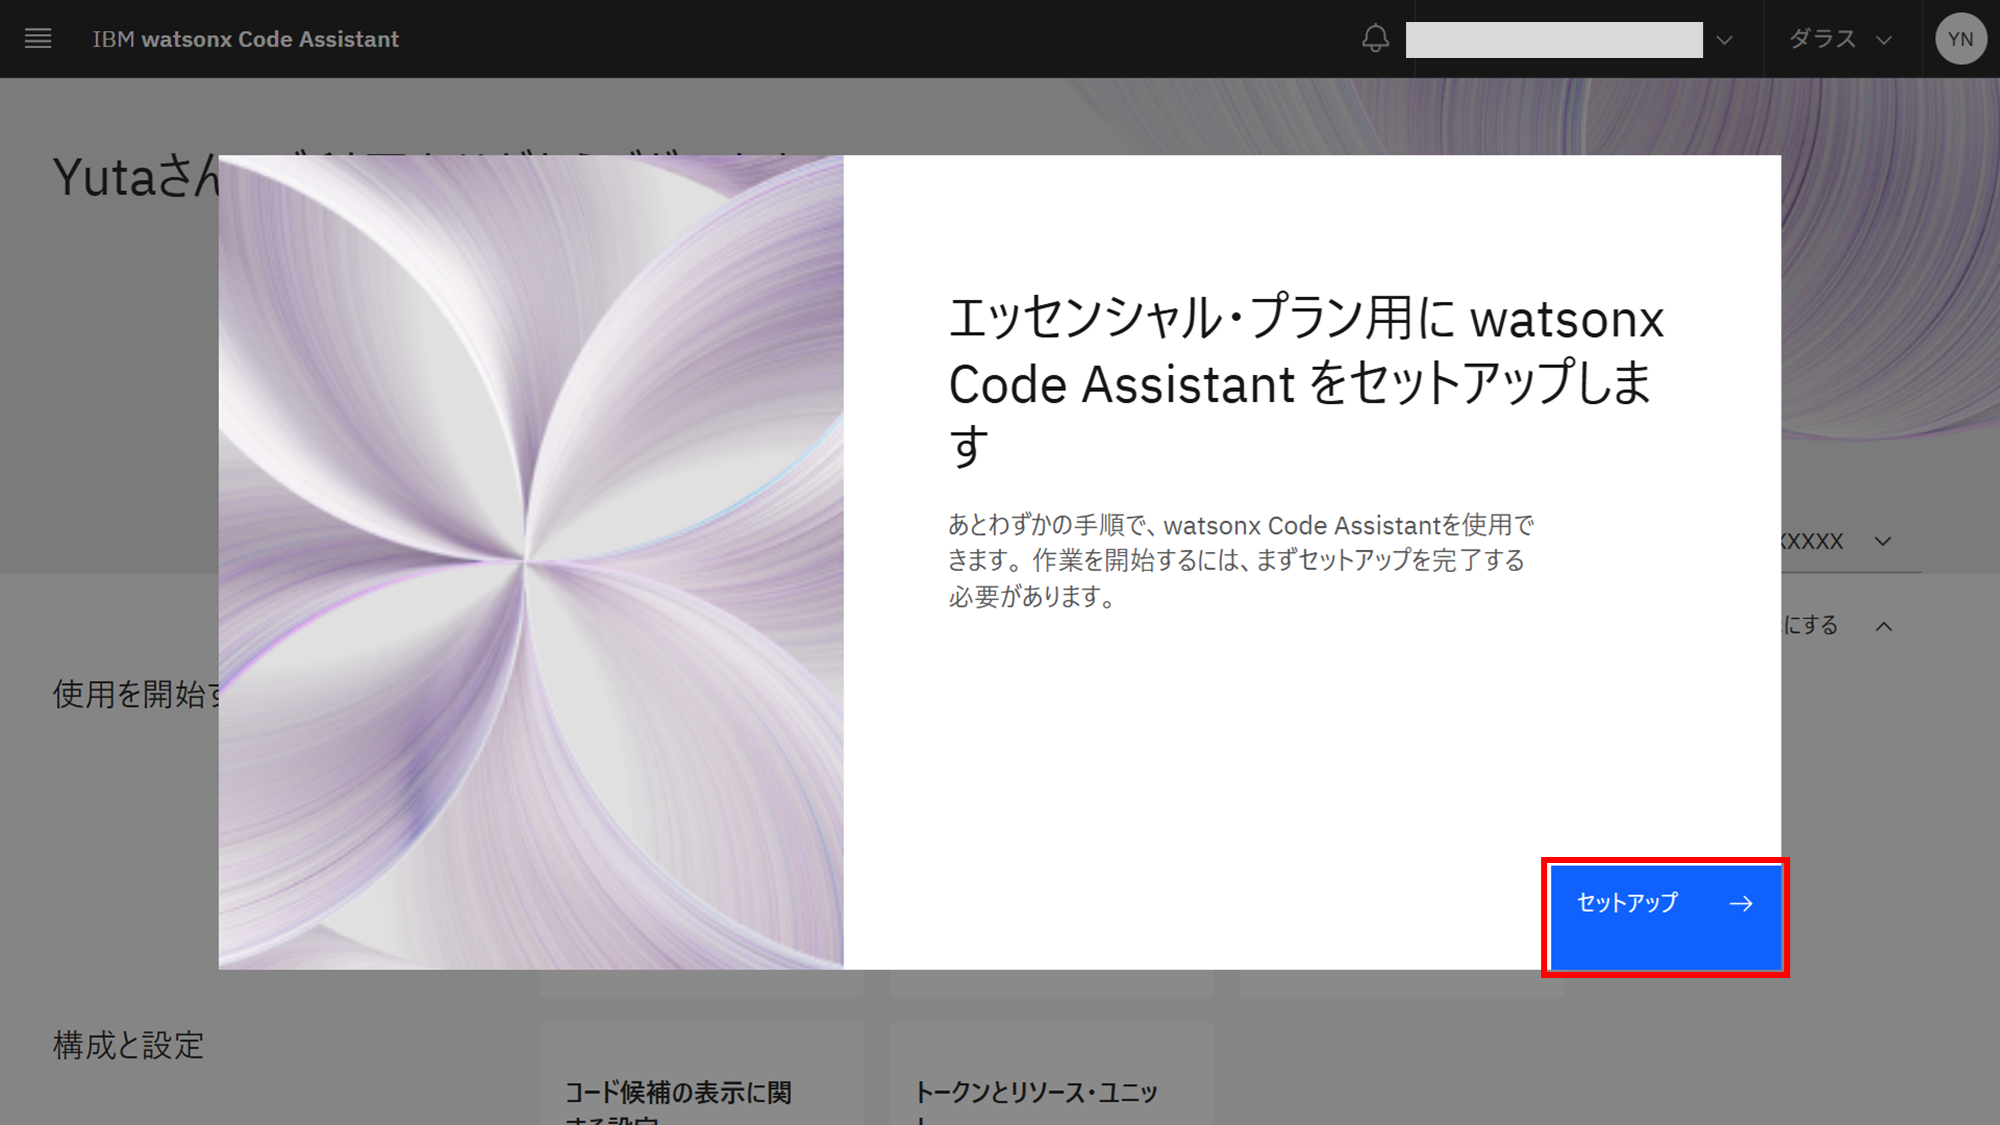 IBM watsonx Code Assistant
ダラス
YN
Yutaさん
エッセンシャル・プラン用に watsonx
Code Assistant をセットアップしま
す
あとわずかの手順で、watsonx Code Assistantを使用で
きます。作業を開始するには、まずセットアップを完了する
必要があります。
XXXX
にする
使用を開始す
セットアップ
構成と設定
コード候補の表示に関
する設定
トークンとリソース・ユニッ
ト